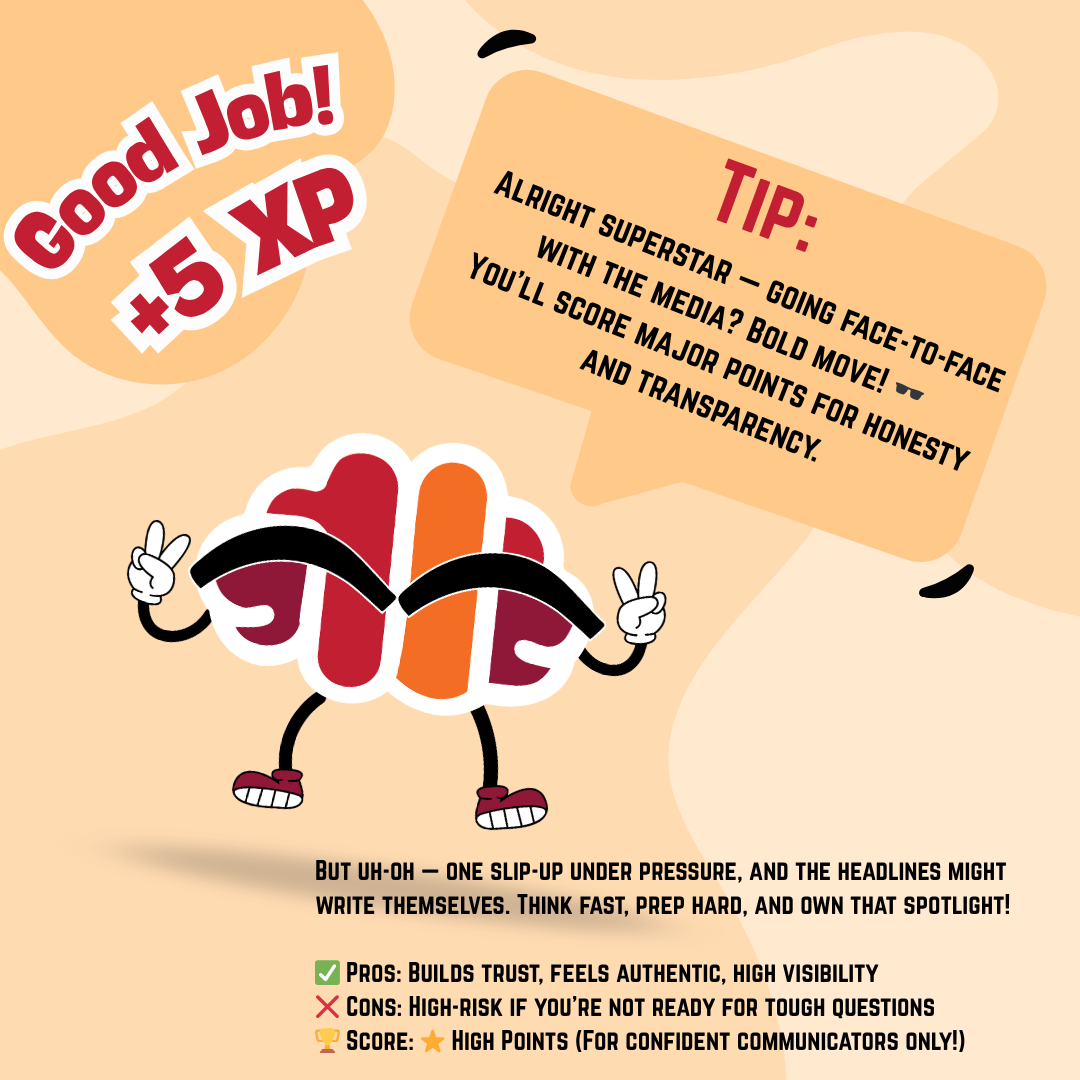 Good Job!
+5 XP
Tip:
Alright superstar — going face-to-face
with the media? Bold move! 🕶️
You'll score major points for honesty
and transparency.
But uh-oh — one slip-up under pressure, and the headlines might
write themselves. Think fast, prep hard, and own that spotlight!
✅ Pros: Builds trust, feels authentic, high visibility
❌ Cons: High-risk if you're not ready for tough questions
🏆 Score: ⭐ High Points (For confident communicators only!)